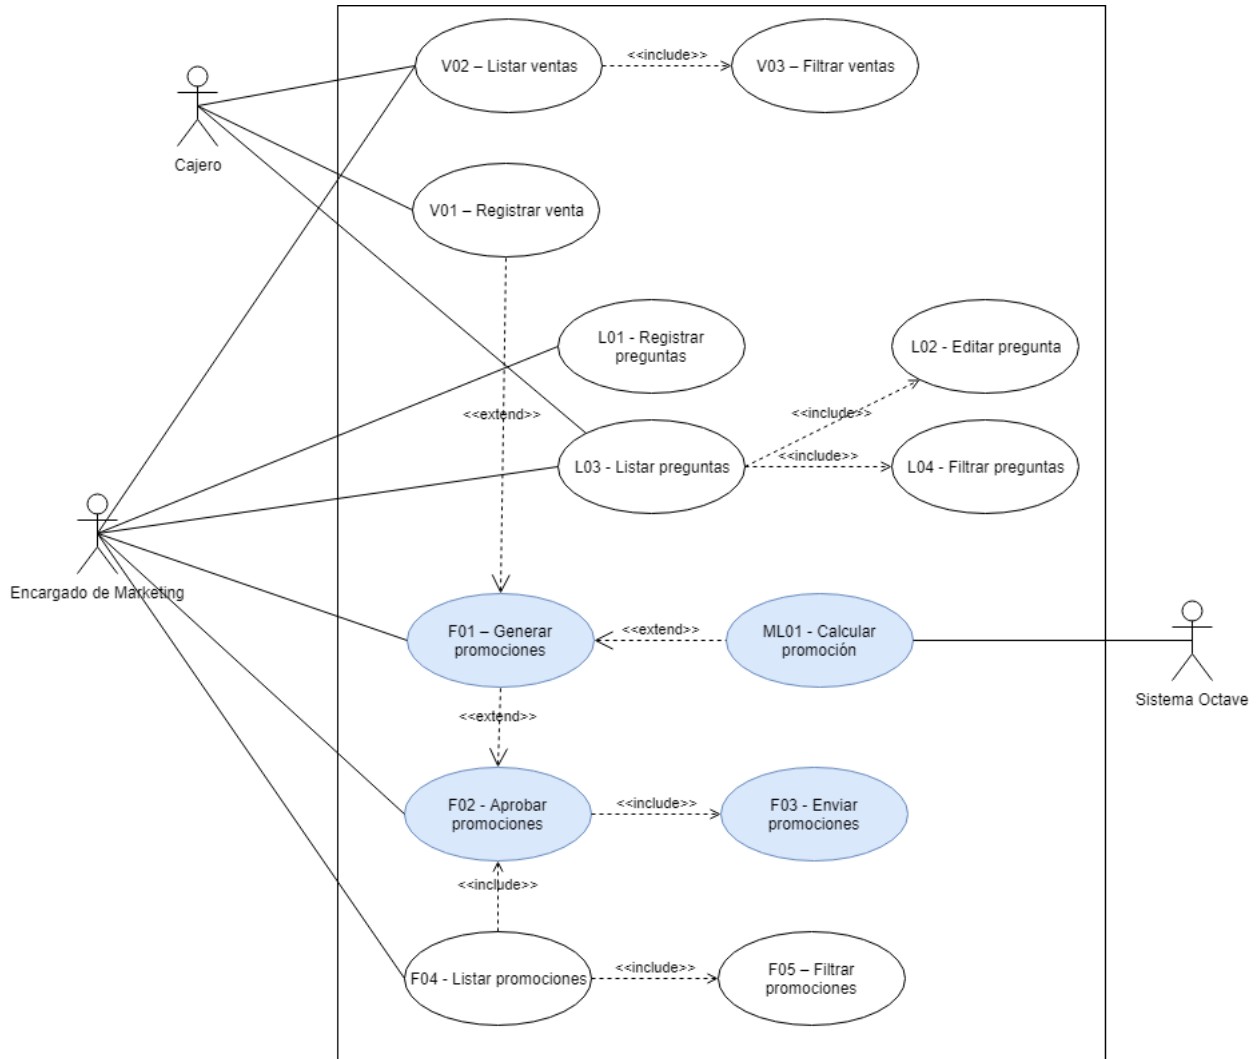 V02 – Listar ventas
<<include>>
V03 – Filtrar ventas
Cajero
V01 – Registrar venta
L01 - Registrar
preguntas
L02 - Editar pregunta
<<extend>>
<<include>>
L03 - Listar preguntas
<<include>>
L04 - Filtrar preguntas
Encargado de Marketing
F01 – Generar
promociones
<<extend>>
ML01 - Calcular
promoción
Sistema Octave
<<extend>>
F02 - Aprobar
promociones
<<include>>
F03 - Enviar
promociones
<<include>>
F04 - Listar promociones
<<include>>
F05 – Filtrar
promociones